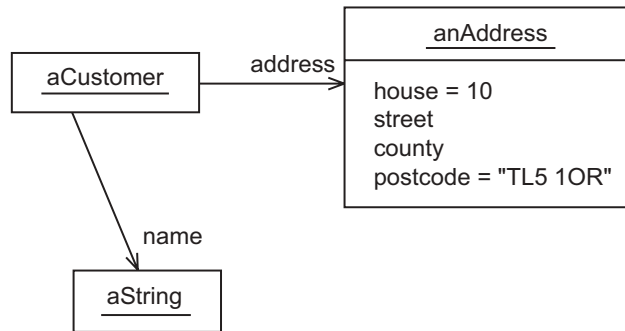 anAddress
aCustomer
address
house = 10
street
county
postcode = "TL5 1OR"
name
aString